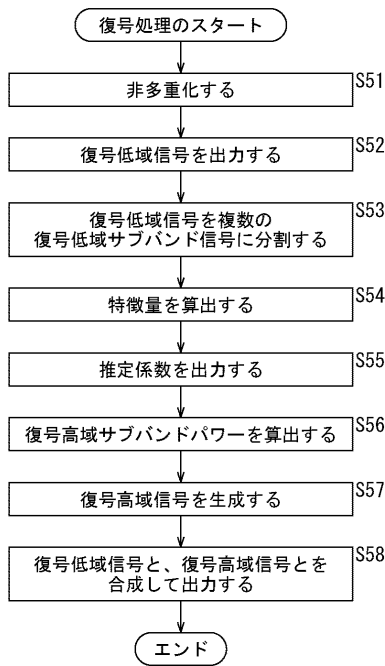 復号処理のスタート
S51
非多重化する
S52
復号低域信号を出力する
S53
復号低域信号を複数の
復号低域サブバンド信号に分割する
S54
特徴量を算出する
S55
推定係数を出力する
S56
復号高域サブバンドパワーを算出する
S57
復号高域信号を生成する
S58
復号低域信号と、復号高域信号とを
合成して出力する
エンド